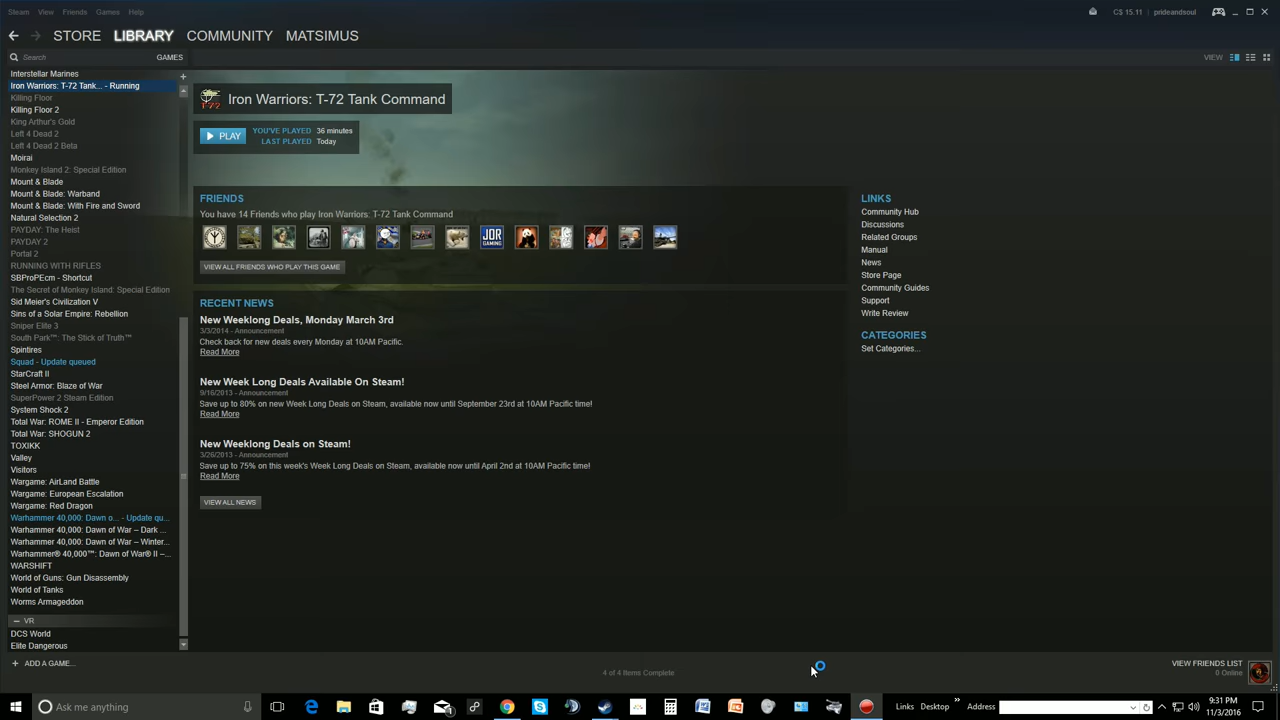 Steam View Friends Games Help
C$ 15.11 prideandsoul
STORE LIBRARY COMMUNITY MATSIMUS
Search GAMES
VIEW
Interstellar Marines
Iron Warriors: T-72 Tank... - Running
Killing Floor
Killing Floor 2
King Arthur's Gold
Left 4 Dead 2
Left 4 Dead 2 Beta
Moirai
Monkey Island 2: Special Edition
Mount & Blade
Mount & Blade: Warband
Mount & Blade: With Fire and Sword
Natural Selection 2
PAYDAY: The Heist
PAYDAY 2
Portal 2
RUNNING WITH RIFLES
SBProPEcm - Shortcut
The Secret of Monkey Island: Special Edition
Sid Meier's Civilization V
Sins of a Solar Empire: Rebellion
Sniper Elite 3
South Park™: The Stick of Truth™
Spintires
Squad - Update queued
StarCraft II
Steel Armor: Blaze of War
SuperPower 2 Steam Edition
System Shock 2
Total War: ROME II - Emperor Edition
Total War: SHOGUN 2
TOXIKK
Valley
Visitors
Wargame: AirLand Battle
Wargame: European Escalation
Wargame: Red Dragon
Warhammer 40,000: Dawn o... - Update qu...
Warhammer 40,000: Dawn of War – Dark ...
Warhammer 40,000: Dawn of War – Winter...
Warhammer® 40,000™: Dawn of War® II –...
WARSHIFT
World of Guns: Gun Disassembly
World of Tanks
Worms Armageddon
– VR
DCS World
Elite Dangerous
+ ADD A GAME...
T-72
Iron Warriors: T-72 Tank Command
PLAY
YOU'VE PLAYED 36 minutes
LAST PLAYED Today
FRIENDS
You have 14 Friends who play Iron Warriors: T-72 Tank Command
JOR
GAMING
VIEW ALL FRIENDS WHO PLAY THIS GAME
RECENT NEWS
New Weeklong Deals, Monday March 3rd
3/3/2014 - Announcement
Check back for new deals every Monday at 10AM Pacific.
Read More
New Week Long Deals Available On Steam!
9/16/2013 - Announcement
Save up to 80% on new Week Long Deals on Steam, available now until September 23rd at 10AM Pacific time!
Read More
New Weeklong Deals on Steam!
3/26/2013 - Announcement
Save up to 75% on this week's Week Long Deals on Steam, available now until April 2nd at 10AM Pacific time!
Read More
VIEW ALL NEWS
LINKS
Community Hub
Discussions
Related Groups
Manual
News
Store Page
Community Guides
Support
Write Review
CATEGORIES
Set Categories...
4 of 4 Items Complete
VIEW FRIENDS LIST
0 Online
Ask me anything
Links Desktop » Address
9:31 PM
11/3/2016